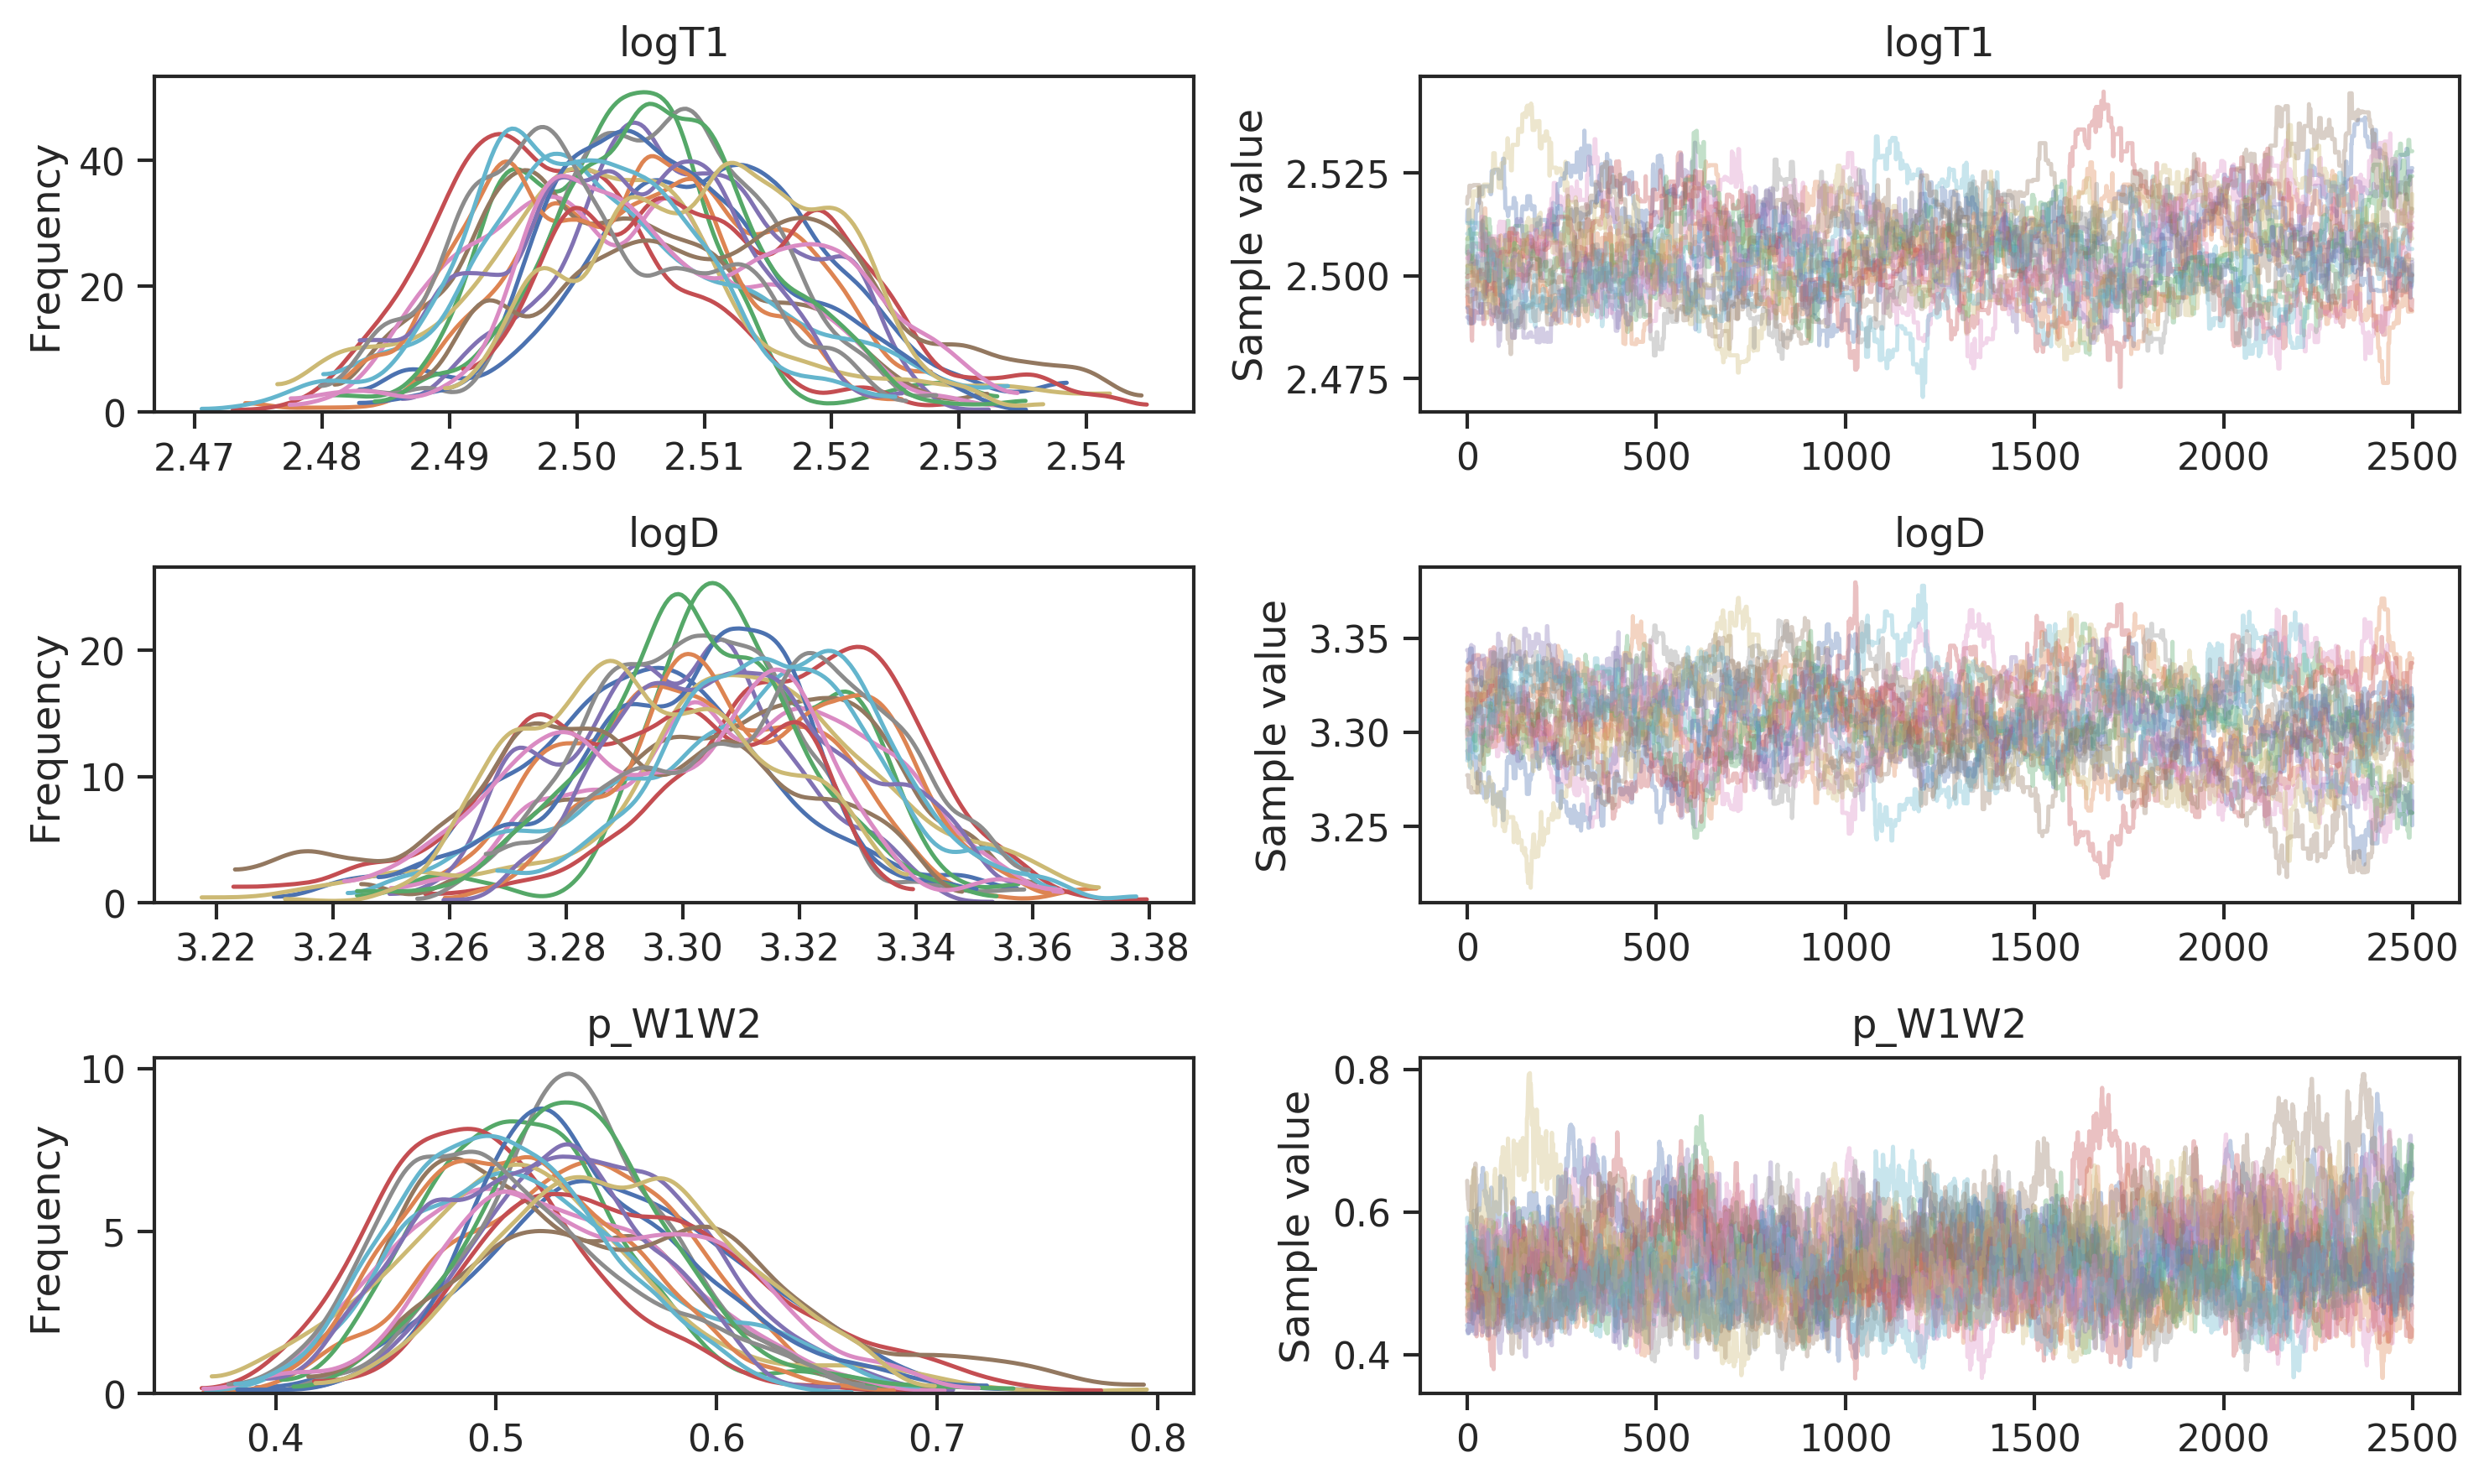 logT1
logT1
Frequency
40
20
0
2.47 2.48 2.49 2.50 2.51 2.52 2.53 2.54
Sample value
2.525
2.500
2.475
0 500 1000 1500 2000 2500
logD
logD
Frequency
20
10
0
3.22 3.24 3.26 3.28 3.30 3.32 3.34 3.36 3.38
Sample value
3.35
3.30
3.25
0 500 1000 1500 2000 2500
p_W1W2
p_W1W2
Frequency
10
5
0
0.4 0.5 0.6 0.7 0.8
Sample value
0.8
0.6
0.4
0 500 1000 1500 2000 2500